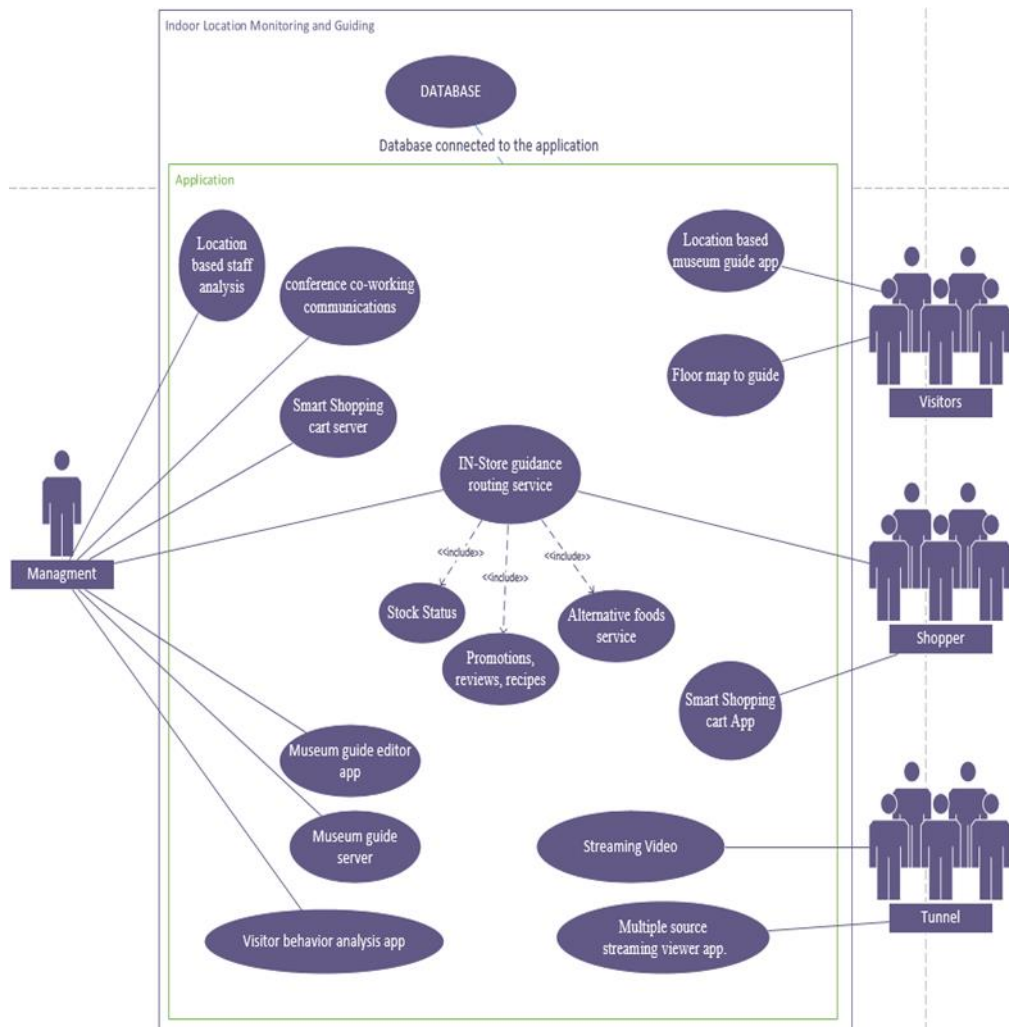 Indoor Location Monitoring and Guiding
DATABASE
Database connected to the application
Application
Location
based staff
analysis
conference co-working
communications
Location based
museum guide app
Floor map to guide
Visitors
Smart Shopping
cart server
IN-Store guidance
routing service
Managment
<<include>>
<<include>>
<<include>>
Stock Status
Alternative foods
service
Promotions,
reviews, recipes
Shopper
Smart Shopping
cart App
Museum guide editor
app
Museum guide
server
Streaming Video
Tunnel
Visitor behavior analysis app
Multiple source
streaming viewer app.